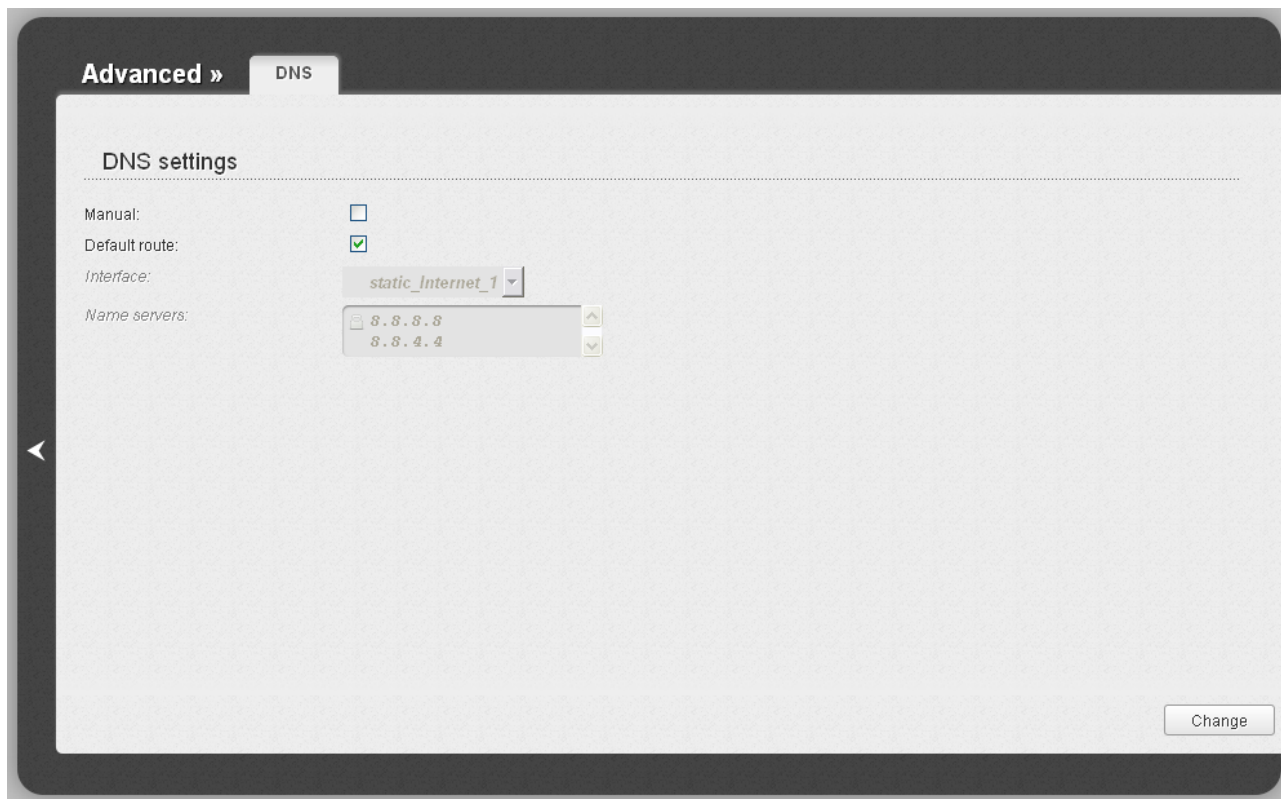 Advanced » DNS
DNS settings
Manual:
Default route:
Interface: static_Internet_1
Name servers: 8.8.8.8
8.8.4.4
Change